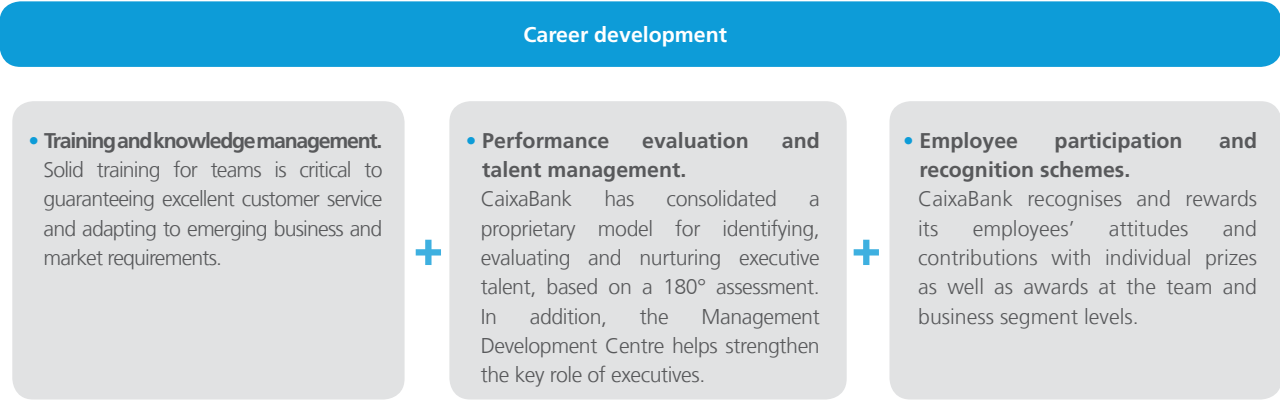 Career development
• Training and knowledge management.
Solid training for teams is critical to
guaranteeing excellent customer service
and adapting to emerging business and
market requirements.
+
• Performance evaluation and
talent management.
CaixaBank has consolidated a
proprietary model for identifying,
evaluating and nurturing executive
talent, based on a 180° assessment.
In addition, the Management
Development Centre helps strengthen
the key role of executives.
+
• Employee participation and
recognition schemes.
CaixaBank recognises and rewards
its employees’ attitudes and
contributions with individual prizes
as well as awards at the team and
business segment levels.